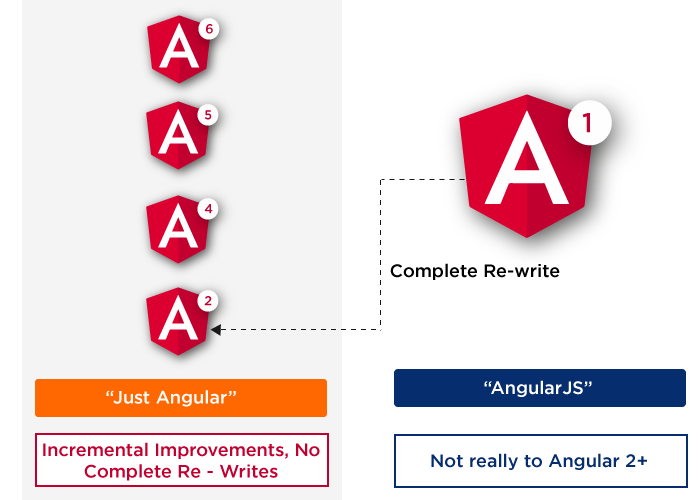 6
5
4
2
1
Complete Re-write
“Just Angular”
Incremental Improvements, No
Complete Re - Writes
“AngularJS”
Not really to Angular 2+